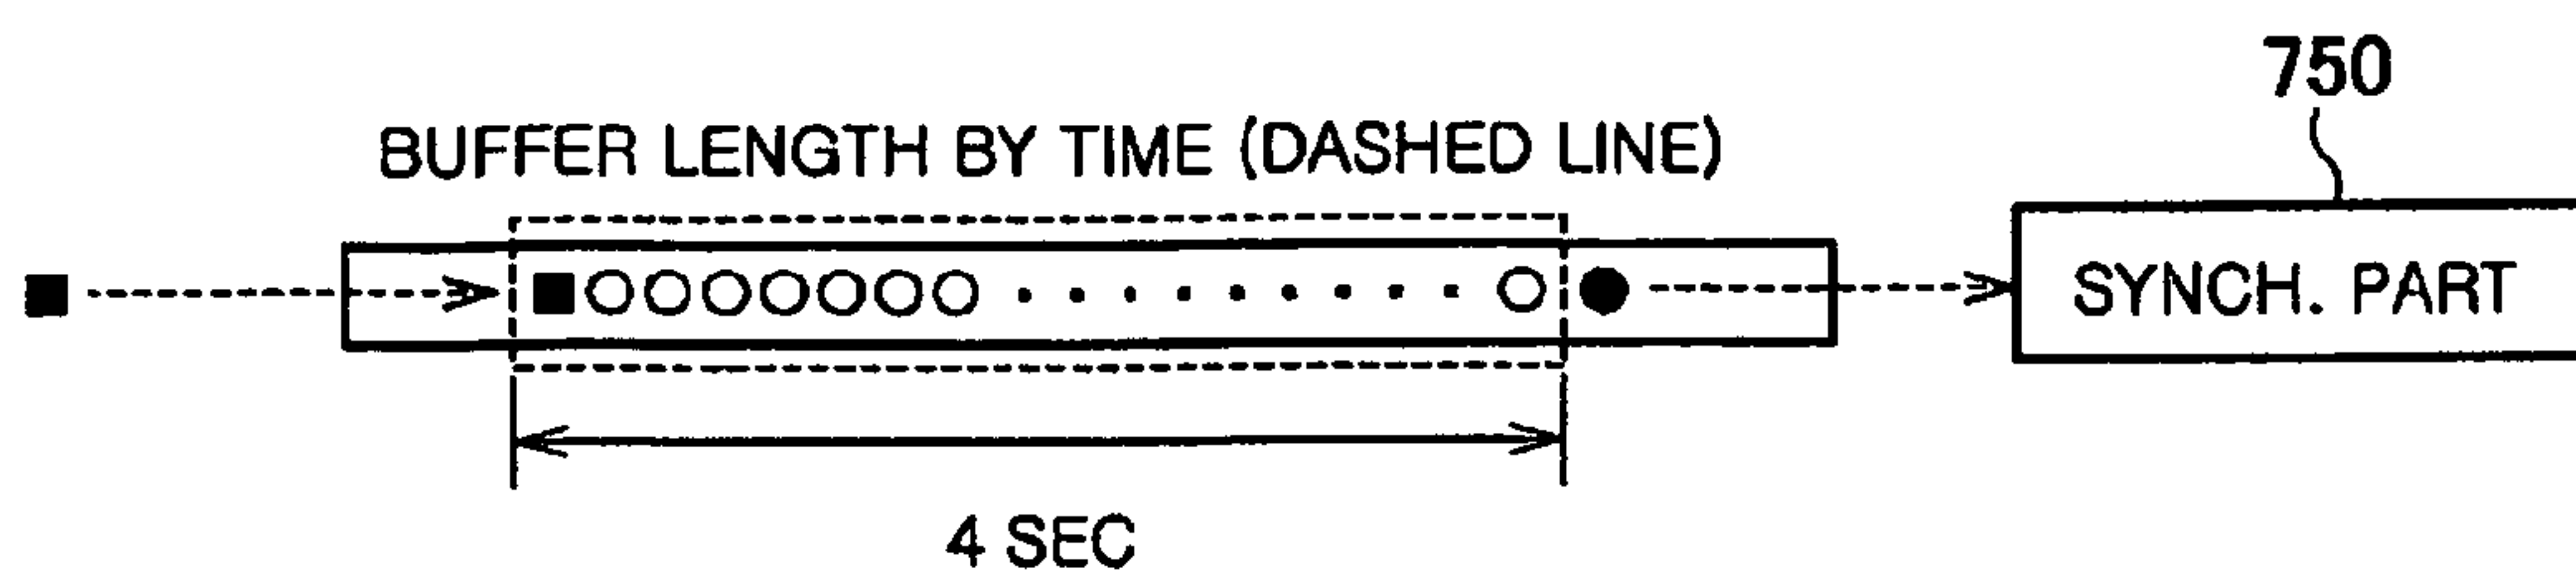 750
BUFFER LENGTH BY TIME (DASHED LINE)
SYNCH. PART
4 SEC